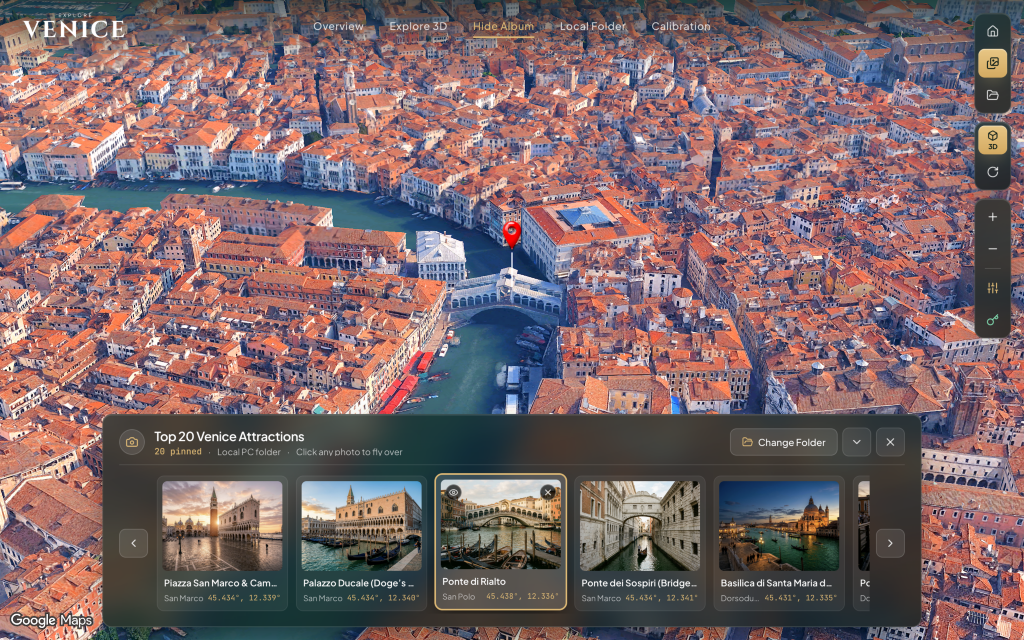 EXPLORE
VENICE
Overview
Explore 3D
Hide Album
Local Folder
Calibration
3D
Top 20 Venice Attractions
20 pinned · Local PC folder · Click any photo to fly over
Change Folder
Piazza San Marco & Cam...
San Marco 45.434°, 12.339°
Palazzo Ducale (Doge's ...
San Marco 45.434°, 12.340°
Ponte di Rialto
San Polo 45.438°, 12.336°
Ponte dei Sospiri (Bridge...
San Marco 45.434°, 12.341°
Basilica di Santa Maria d...
Dorsodu... 45.431°, 12.335°
Po
Do
Google Maps